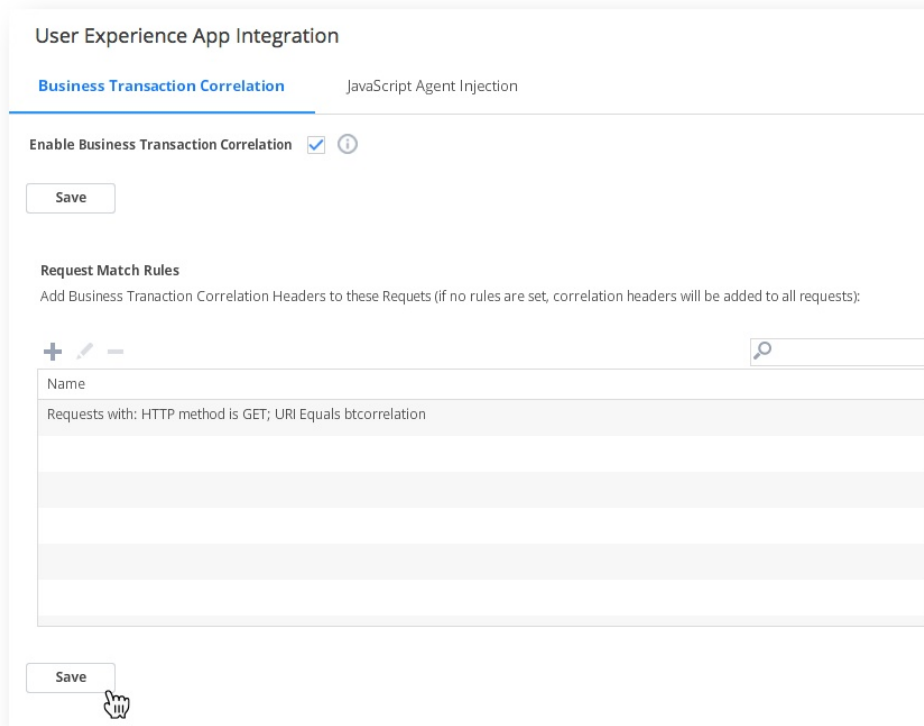 User Experience App Integration
Business Transaction Correlation JavaScript Agent Injection
Enable Business Transaction Correlation
Save
Request Match Rules
Add Business Tranaction Correlation Headers to these Requets (if no rules are set, correlation headers will be added to all requests):
Name
Requests with: HTTP method is GET; URI Equals btcorrelation
Save